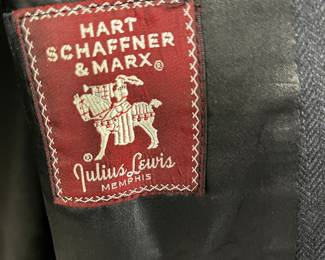 HART
SCHAFFNER
& MARX®
®
Julius Lewis
MEMPHIS